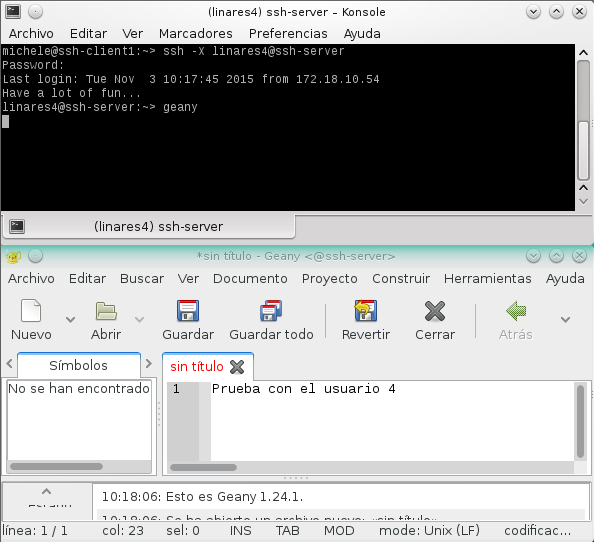 (linares4) ssh-server – Konsole
Archivo Editar Ver Marcadores Preferencias Ayuda
michele@ssh-client1:~> ssh -X linares4@ssh-server
Password:
Last login: Tue Nov  3 10:17:45 2015 from 172.18.10.54
Have a lot of fun...
linares4@ssh-server:~> geany
(linares4) ssh-server
*sin título - Geany <@ssh-server>
Archivo Editar Buscar Ver Documento Proyecto Construir Herramientas Ayuda
Nuevo Abrir Guardar Guardar todo Revertir Cerrar Atrás
Símbolos sin título
No se han encontrado
1 Prueba con el usuario 4
Estado
10:18:06: Esto es Geany 1.24.1.
10:18:06: Se ha abierto un archivo nuevo: «sin título».
línea: 1 / 1 col: 23 sel: 0 INS TAB MOD mode: Unix (LF) codificac...